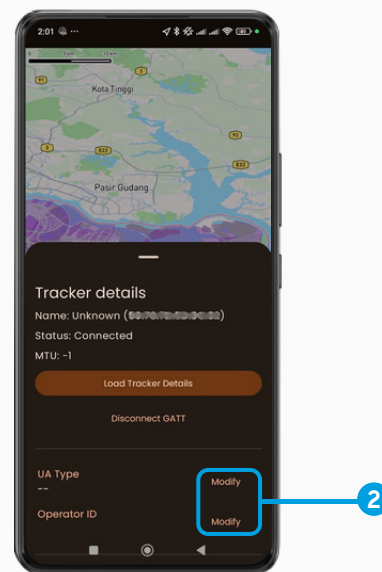 2:01
Kota Tinggi
Pasir Gudang
Tracker details
Name: Unknown ( )
Status: Connected
MTU: -1
Load Tracker Details
Disconnect GATT
UA Type
Modify
--
Operator ID
Modify
2